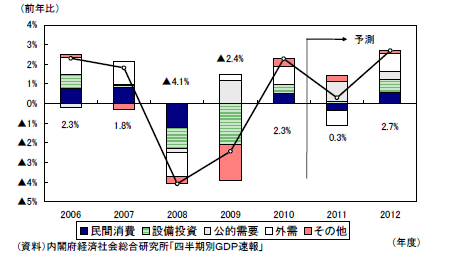 (前年比)
4%
3%
2%
1%
0%
▲1%
▲2%
▲3%
▲4%
▲5%
予測
2.3%
1.8%
▲4.1%
▲2.4%
2.3%
0.3%
2.7%
2006 2007 2008 2009 2010 2011 2012
民間消費 設備投資 公的需要 外需 その他
(資料)内閣府経済社会総合研究所「四半期別GDP速報」
(年度)